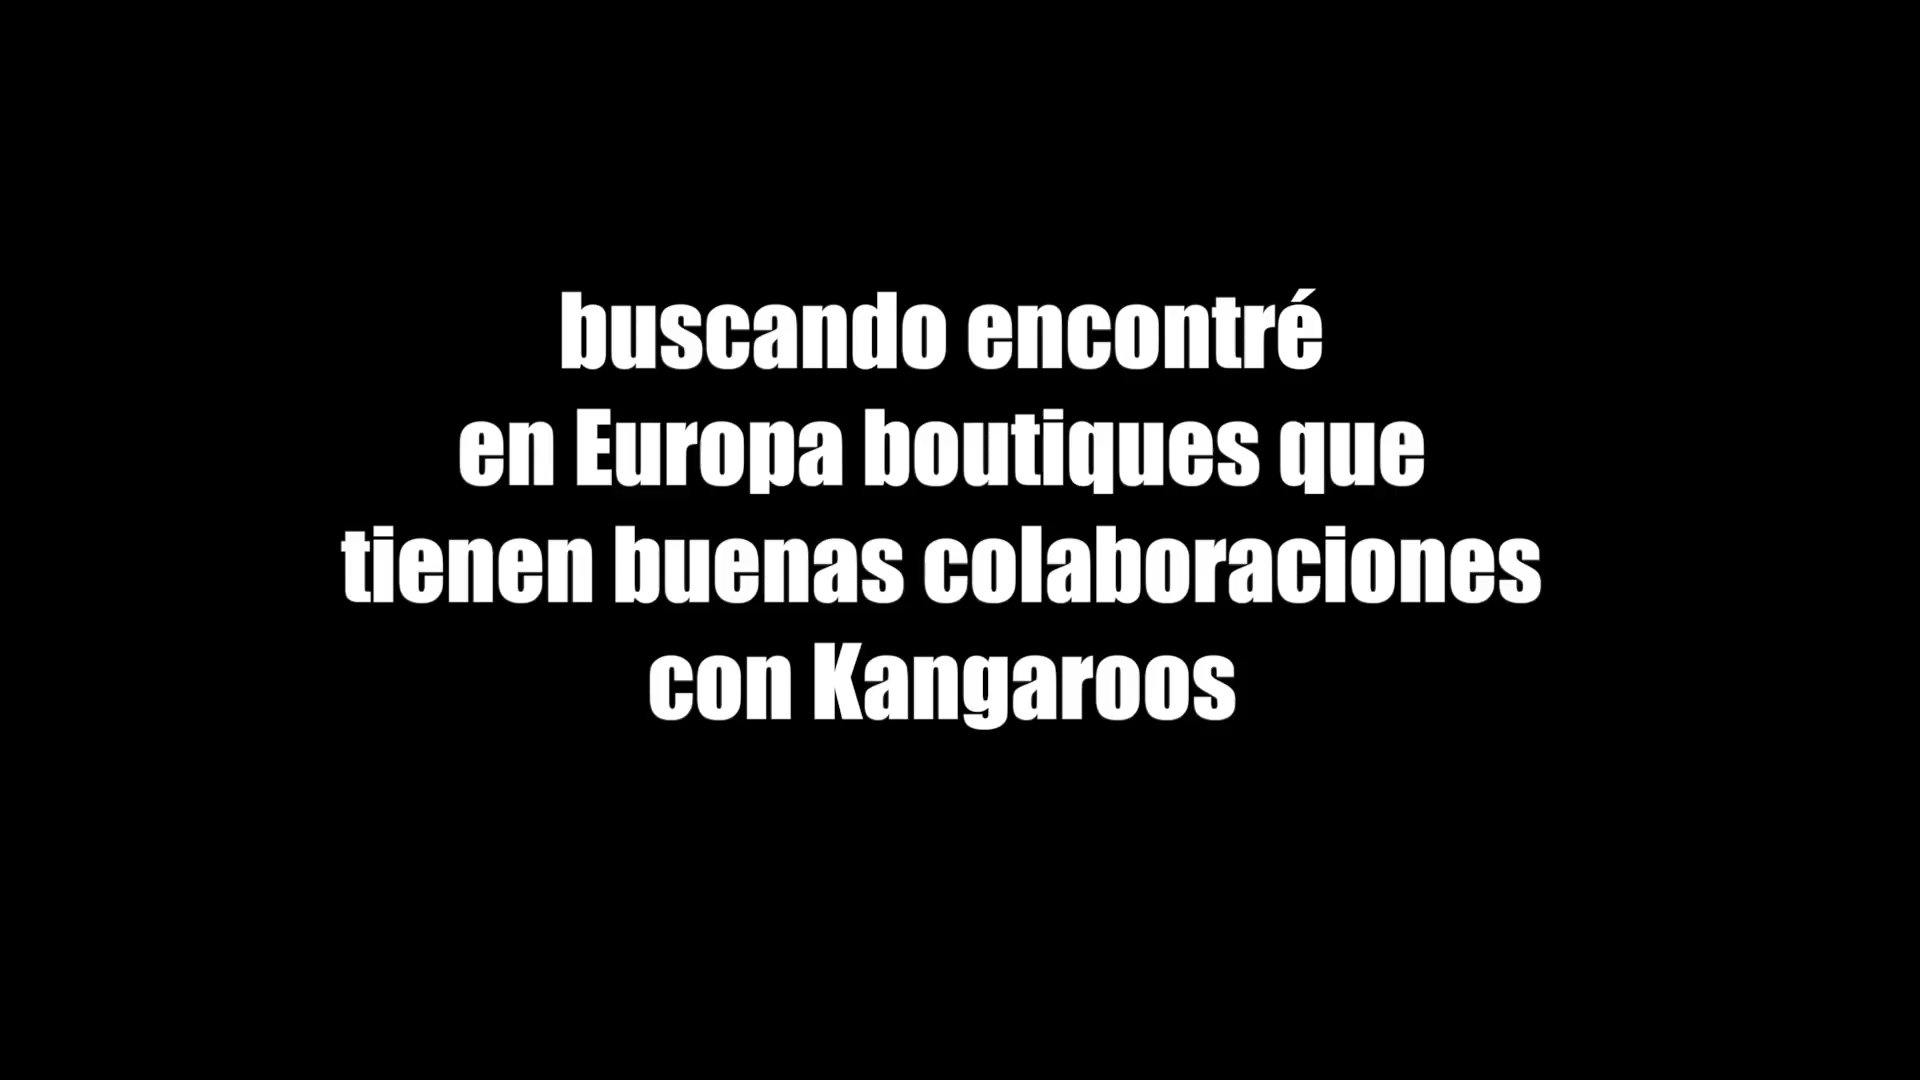 buscando encontré
en Europa boutiques que
tienen buenas colaboraciones
con Kangaroos